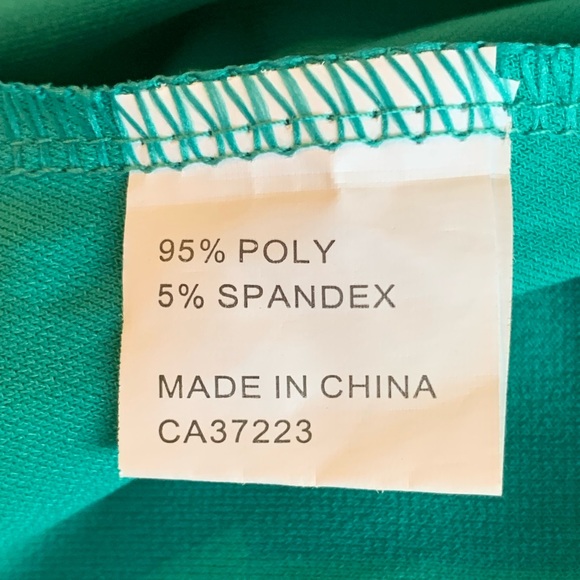 95% POLY
5% SPANDEX
MADE IN CHINA
CA37223